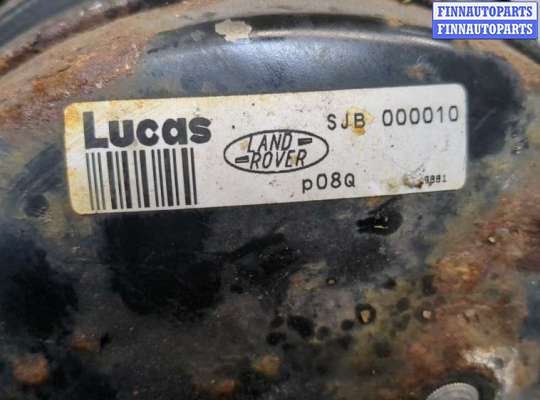 FINNAUTOPARTS
FINNAUTOPARTS
Lucas
LAND
ROVER
SJB 000010
p08Q